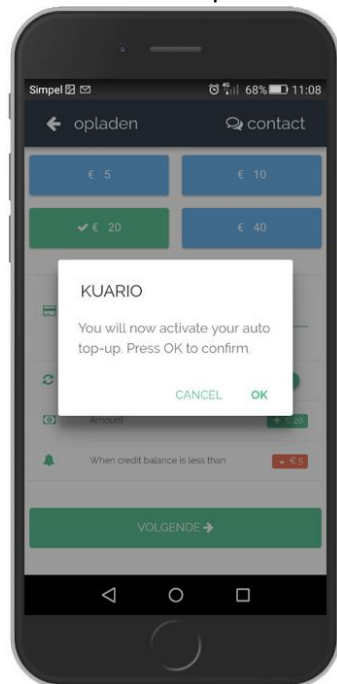 Simpel 68% 11:08
opladen contact
€ 5 € 10
€ 20 € 40
KUARIO
You will now activate your auto
top-up. Press OK to confirm.
CANCEL OK
Amount + € 20
When credit balance is less than € 5
VOLGENDE